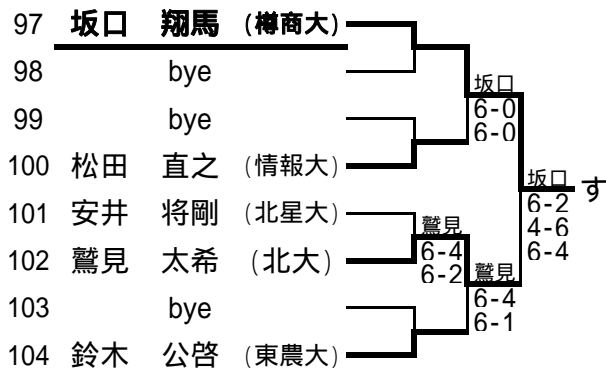 97 坂口 翔馬 (樽商大)
98 bye
坂口
99 bye
6-0
6-0
100 松田 直之 (情報大)
坂口
す
101 安井 将剛 (北星大)
6-2
鷲見
4-6
102 鷲見 太希 (北大)
6-4
6-4
6-2
鷲見
103 bye
6-4
6-1
104 鈴木 公啓 (東農大)